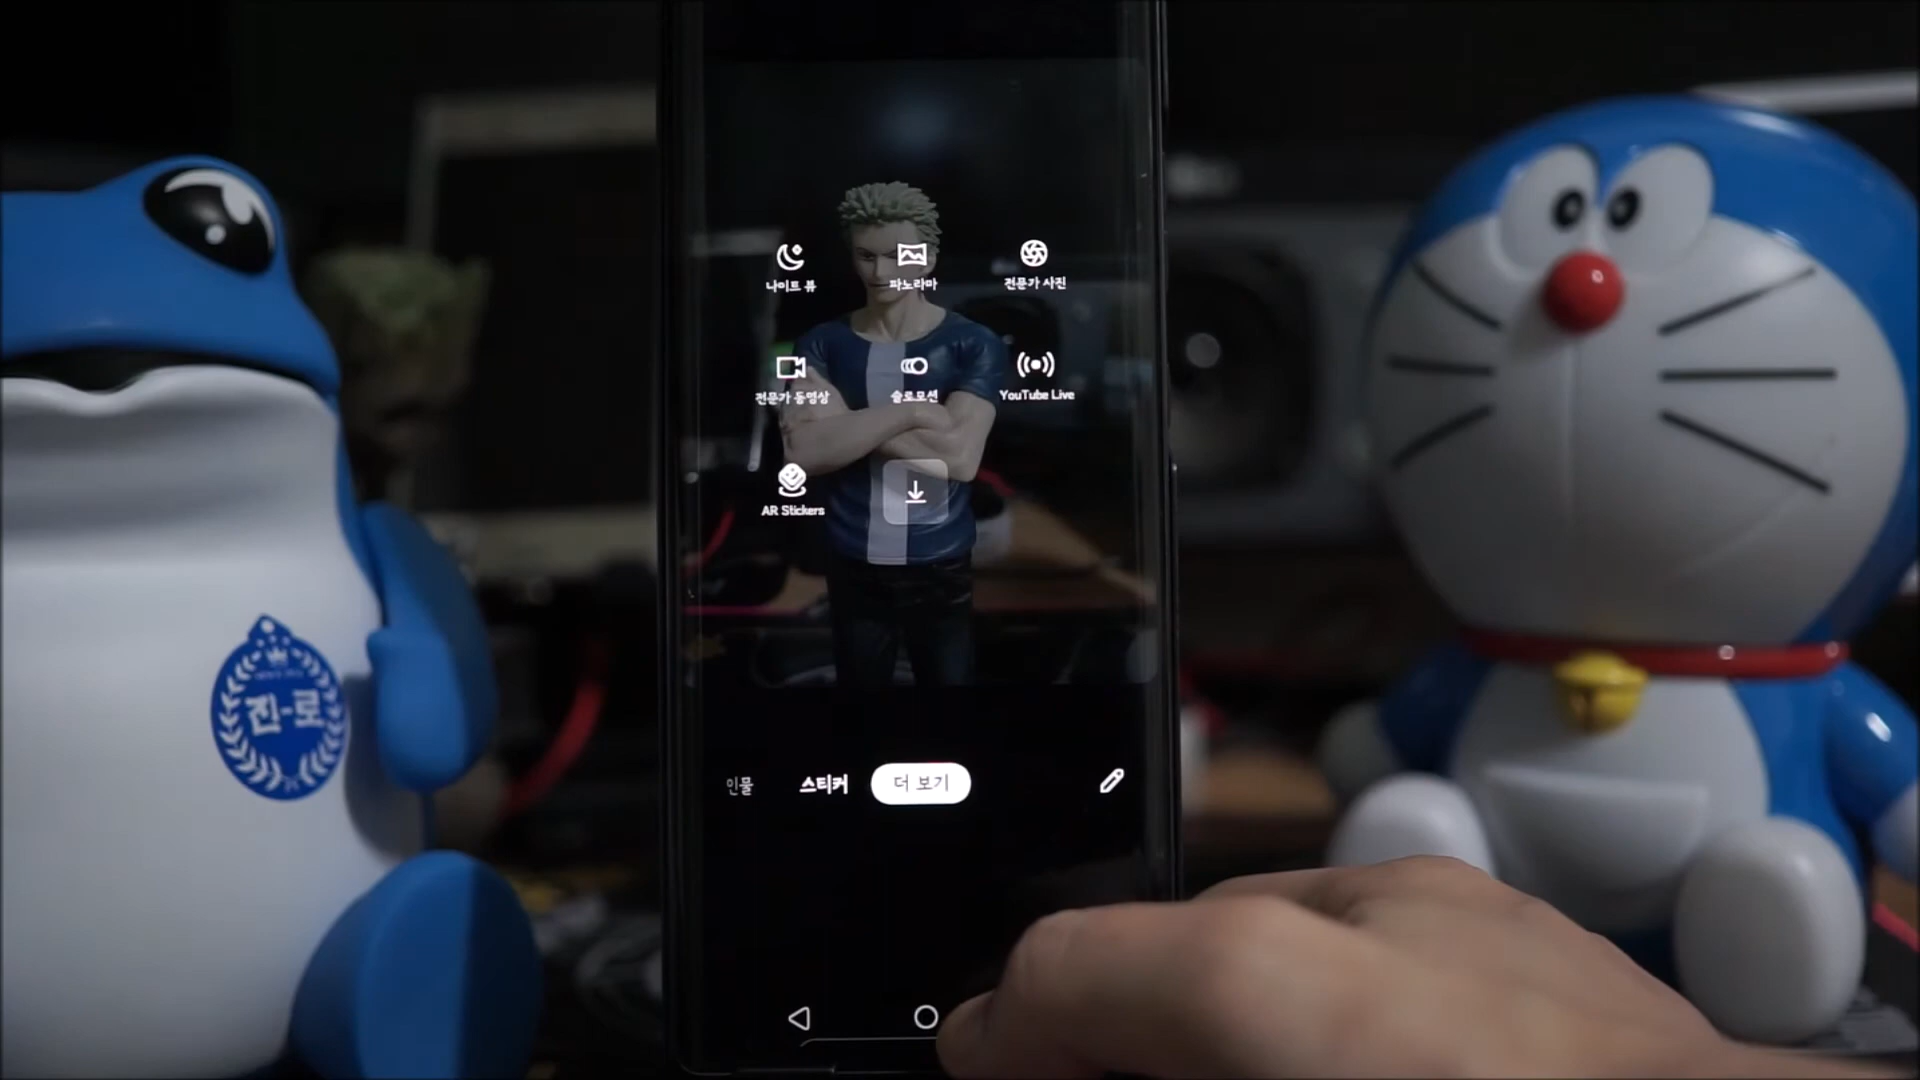 나이트 뷰
파노라마
전문가 사진
전문가 동영상
슬로모션
YouTube Live
AR Stickers
진-로
인물
스티커
더 보기